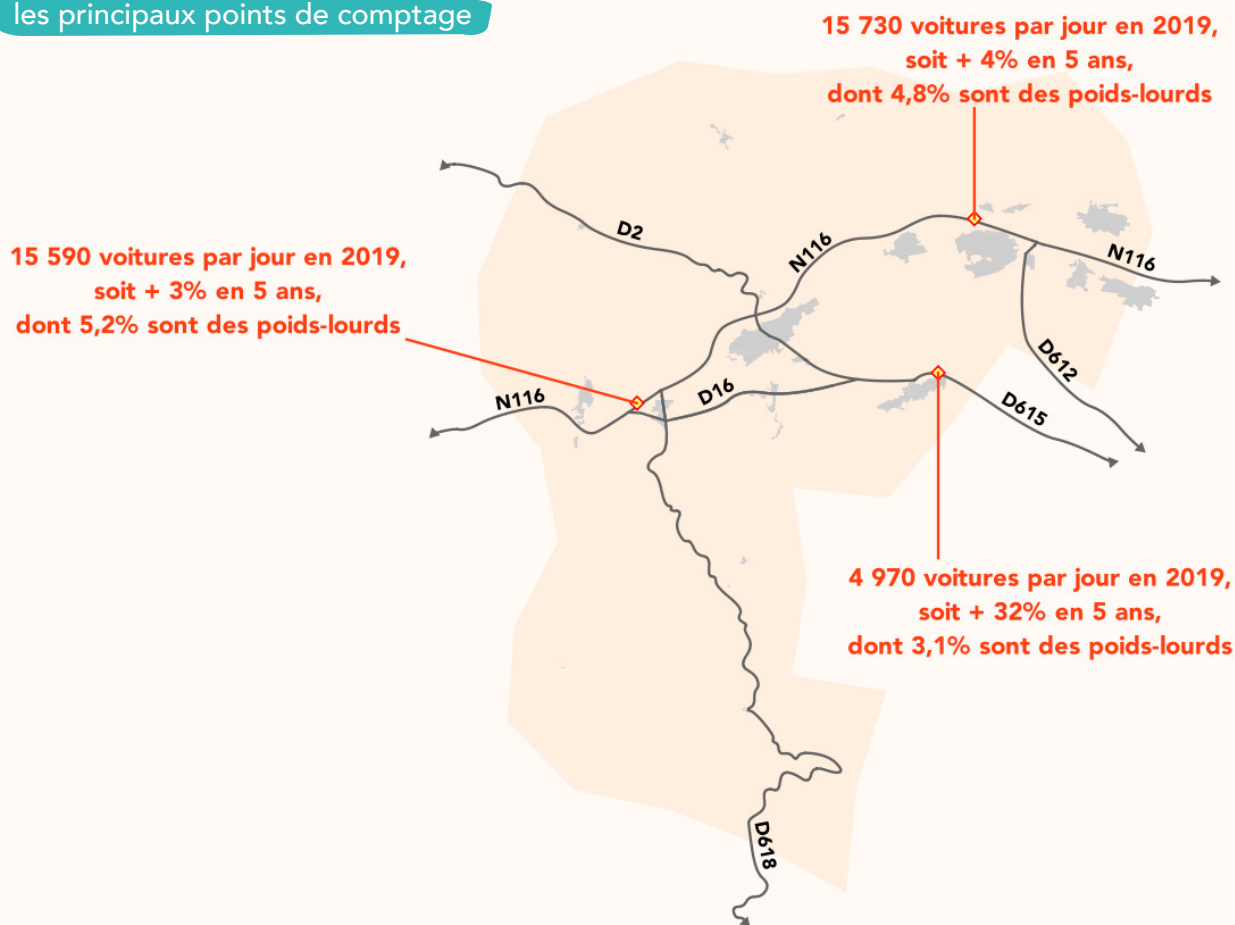 les principaux points de comptage
15 730 voitures par jour en 2019,
soit + 4% en 5 ans,
dont 4,8% sont des poids-lourds
D2
N116
N116
15 590 voitures par jour en 2019,
soit + 3% en 5 ans,
dont 5,2% sont des poids-lourds
N116
D16
D612
D615
4 970 voitures par jour en 2019,
soit + 32% en 5 ans,
dont 3,1% sont des poids-lourds
D618